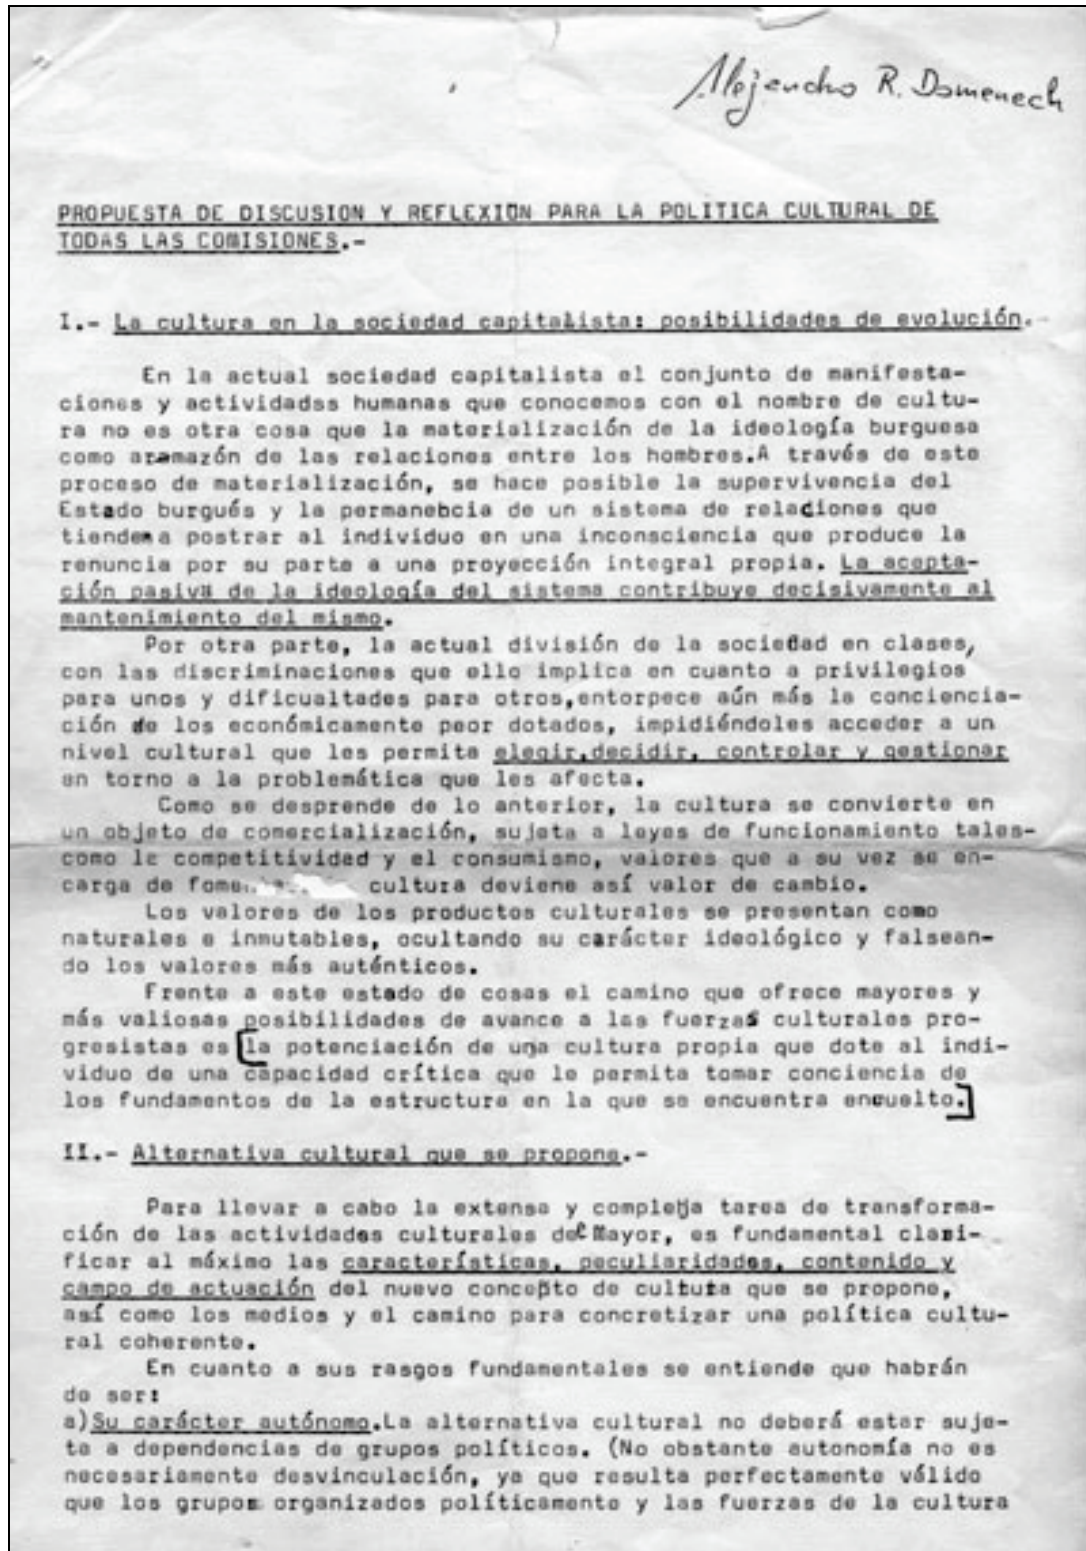 Alejandro R. Domenech
PROPUESTA DE DISCUSION Y REFLEXION PARA LA POLITICA CULTURAL DE
TODAS LAS COMISIONES.-
I.- La cultura en la sociedad capitalista: posibilidades de evolución.-
En la actual sociedad capitalista el conjunto de manifesta-
ciones y actividadss humanas que conocemos con el nombre de cultu-
ra no es otra cosa que la materialización de la ideología burguesa
como aramazón de las relaciones entre los hombres.A través de este
proceso de materialización, se hace posible la supervivencia del
Estado burgués y la permanebcia de un sistema de relaciones que
tienden a postrar al individuo en una inconsciencia que produce la
renuncia por su parte a una proyección integral propia. La acepta-
ción pasiva de la ideología del sistema contribuye decisivamente al
mantenimiento del mismo.
Por otra parte, la actual división de la sociedad en clases,
con las discriminaciones que ello implica en cuanto a privilegios
para unos y dificualtades para otros,entorpece aún más la conciencia-
ción de los económicamente peor dotados, impidiéndoles acceder a un
nivel cultural que les permita elegir,decidir, controlar y gestionar
en torno a la problemática que les afecta.
Como se desprende de lo anterior, la cultura se convierte en
un objeto de comercialización, sujeta a leyes de funcionamiento tales-
como la competitividad y el consumismo, valores que a su vez se en-
carga de cultura deviene así valor de cambio.
Los valores de los productos culturales se presentan como
naturales e inmutables, ocultando su carácter ideológico y falsean-
do los valores más auténticos.
Frente a este estado de cosas el camino que ofrece mayores y
más valiosas posibilidades de avance a las fuerzas culturales pro-
gresistas es [la potenciación de una cultura propia que dote al indi-
viduo de una capacidad crítica que le permita tomar conciencia de
los fundamentos de la estructura en la que se encuentra envuelto.]
II.- Alternativa cultural que se propone.-
Para llevar a cabo la extensa y compleja tarea de transforma-
ción de las actividades culturales del Mayor, es fundamental clasi-
ficar al máximo las características, peculiaridades, contenido y
campo de actuación del nuevo concepto de cultura que se propone,
así como los medios y el camino para concretizar una política cultu-
ral coherente.
En cuanto a sus rasgos fundamentales se entiende que habrán
de ser:
a)Su carácter autónomo.La alternativa cultural no deberá estar suje-
ta a dependencias de grupos políticos. (No obstante autonomía no es
necesariamente desvinculación, ya que resulta perfectamente válido
que los grupos organizados políticamente y las fuerzas de la cultura